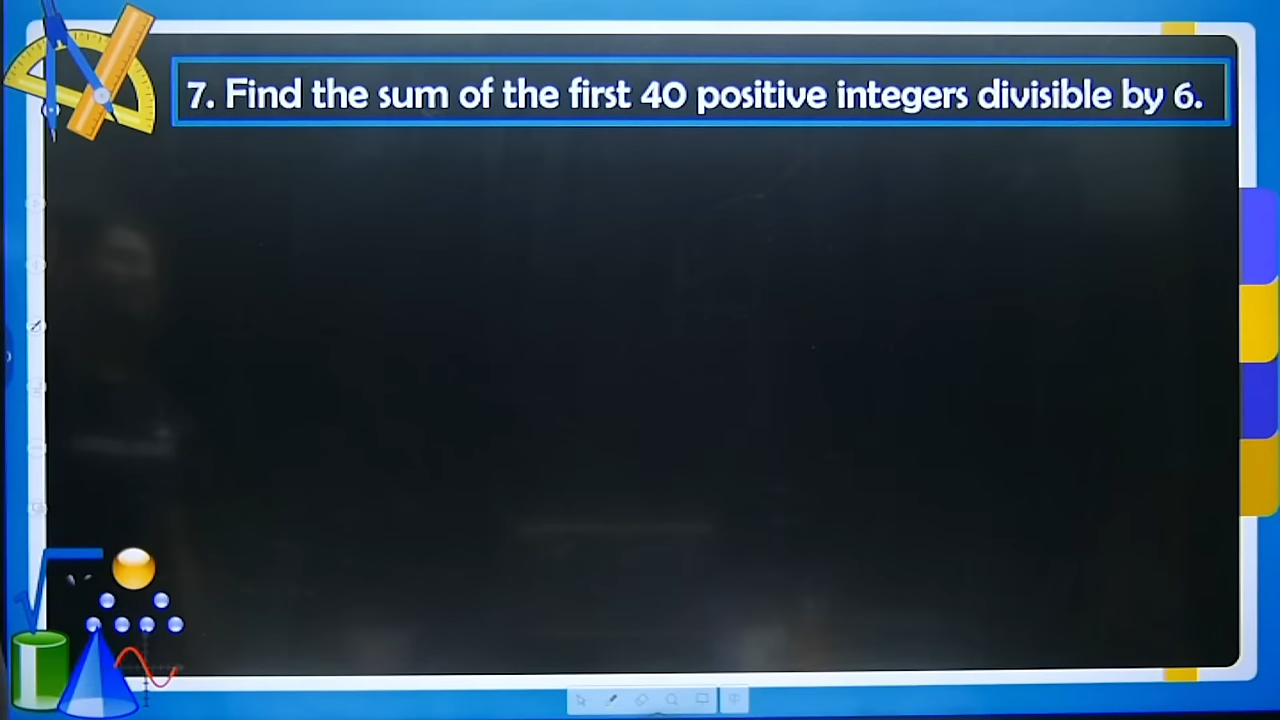 7. Find the sum of the first 40 positive integers divisible by 6.